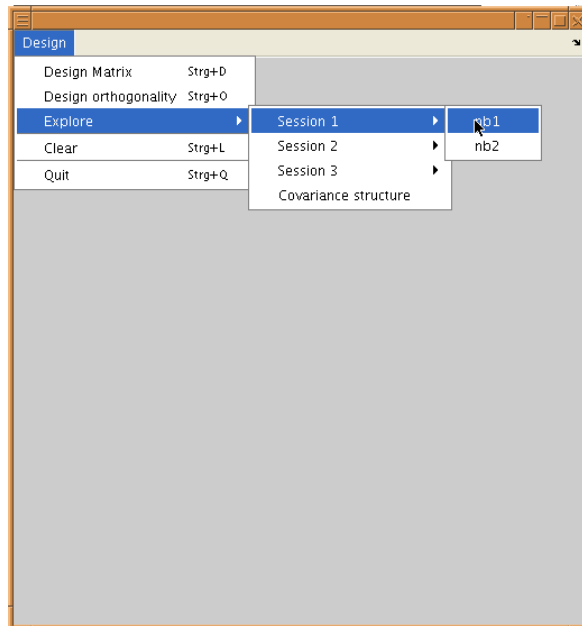 Design
Design Matrix Strg+D
Design orthogonality Strg+O
Explore
Session 1
nb1
Clear Strg+L
Session 2
nb2
Quit Strg+Q
Session 3
Covariance structure